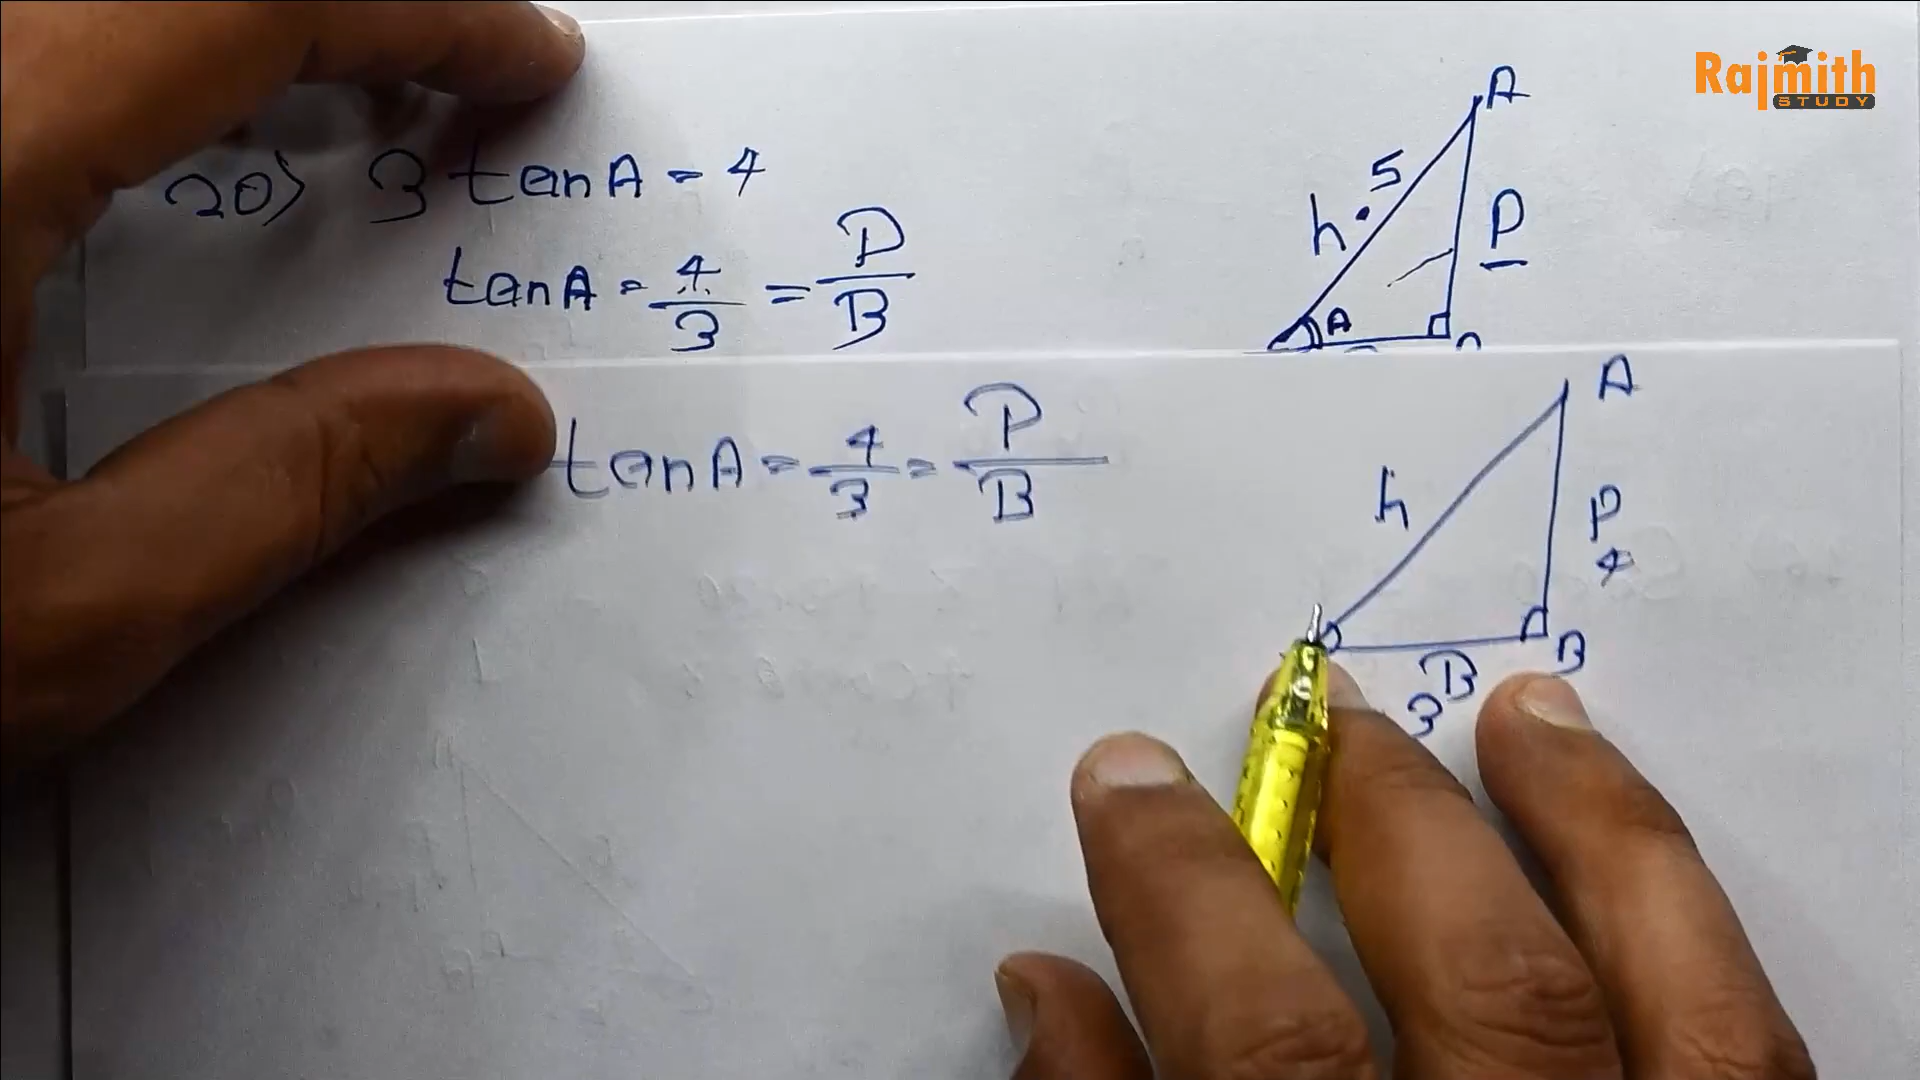 Rajmith
STUDY
20) 3 tanA = 4
tanA = 4/3 = P/B
A
h
5
P
A
tanA = 4/3 = P/B
A
h
P
4
B
B
3